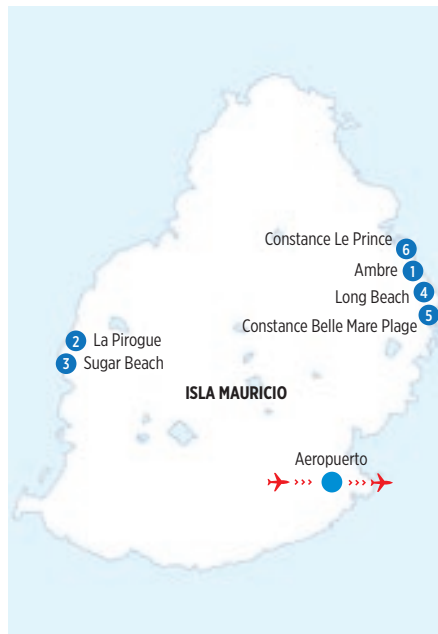 Constance Le Prince 6
Ambre 1
Long Beach 4
Constance Belle Mare Plage 5
2 La Pirogue
3 Sugar Beach
ISLA MAURICIO
Aeropuerto